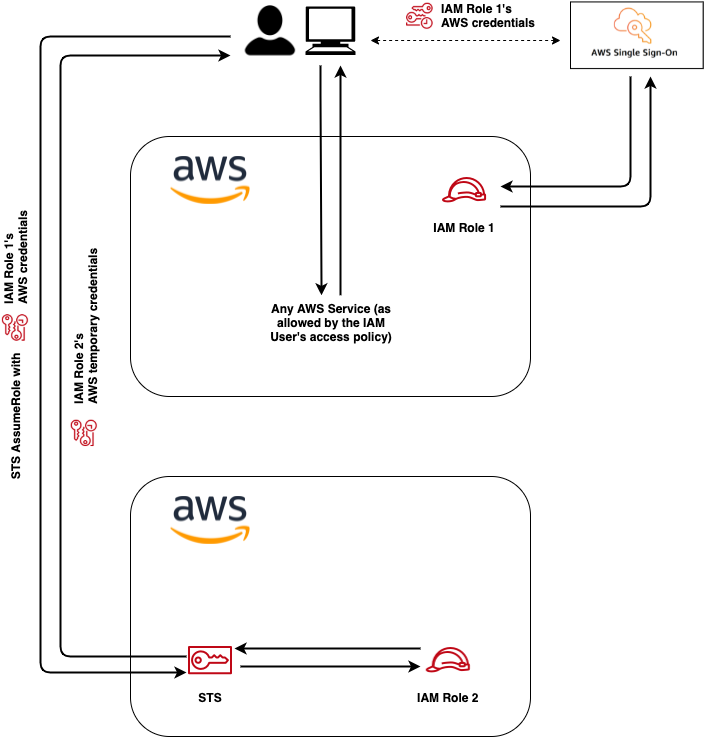 IAM Role 1's
AWS credentials
AWS Single Sign-On
aws
IAM Role 1
Any AWS Service (as
allowed by the IAM
User's access policy)
STS AssumeRole with
IAM Role 1's
AWS credentials
IAM Role 2's
AWS temporary credentials
aws
STS
IAM Role 2